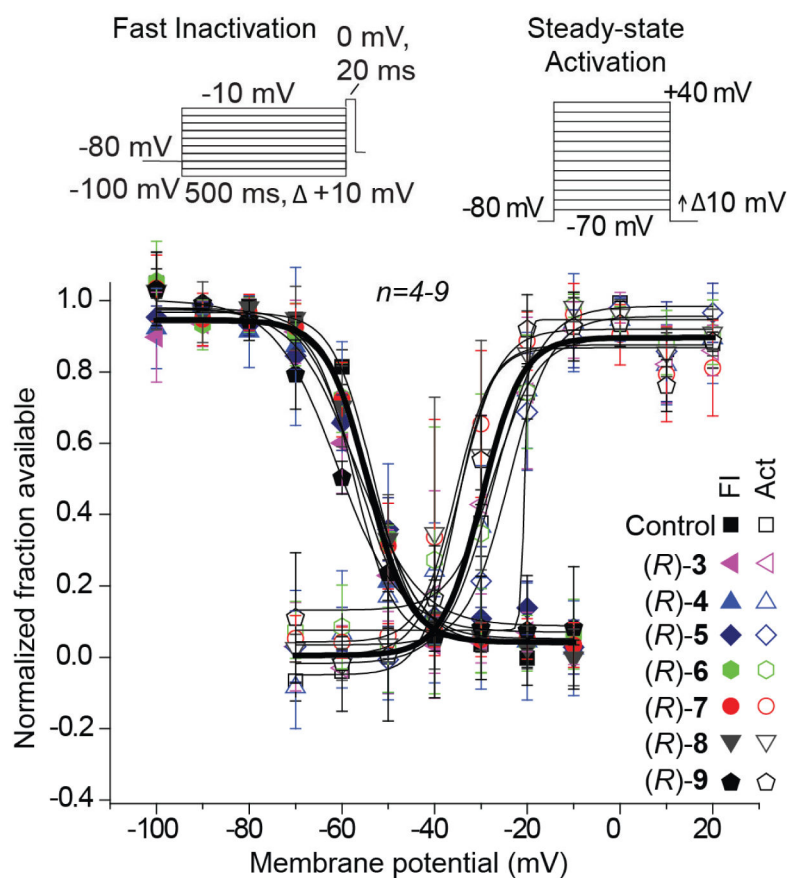 Fast Inactivation
0 mV,
20 ms
-10 mV
-80 mV
-100 mV
500 ms, Δ +10 mV
Steady-state
Activation
+40 mV
-80 mV
-70 mV
↑Δ10 mV
n=4-9
Normalized fraction available
1.0
0.8
0.6
0.4
0.2
0.0
-0.2
-0.4
FI Act
Control
(R)-3
(R)-4
(R)-5
(R)-6
(R)-7
(R)-8
(R)-9
-100 -80 -60 -40 -20 0 20
Membrane potential (mV)